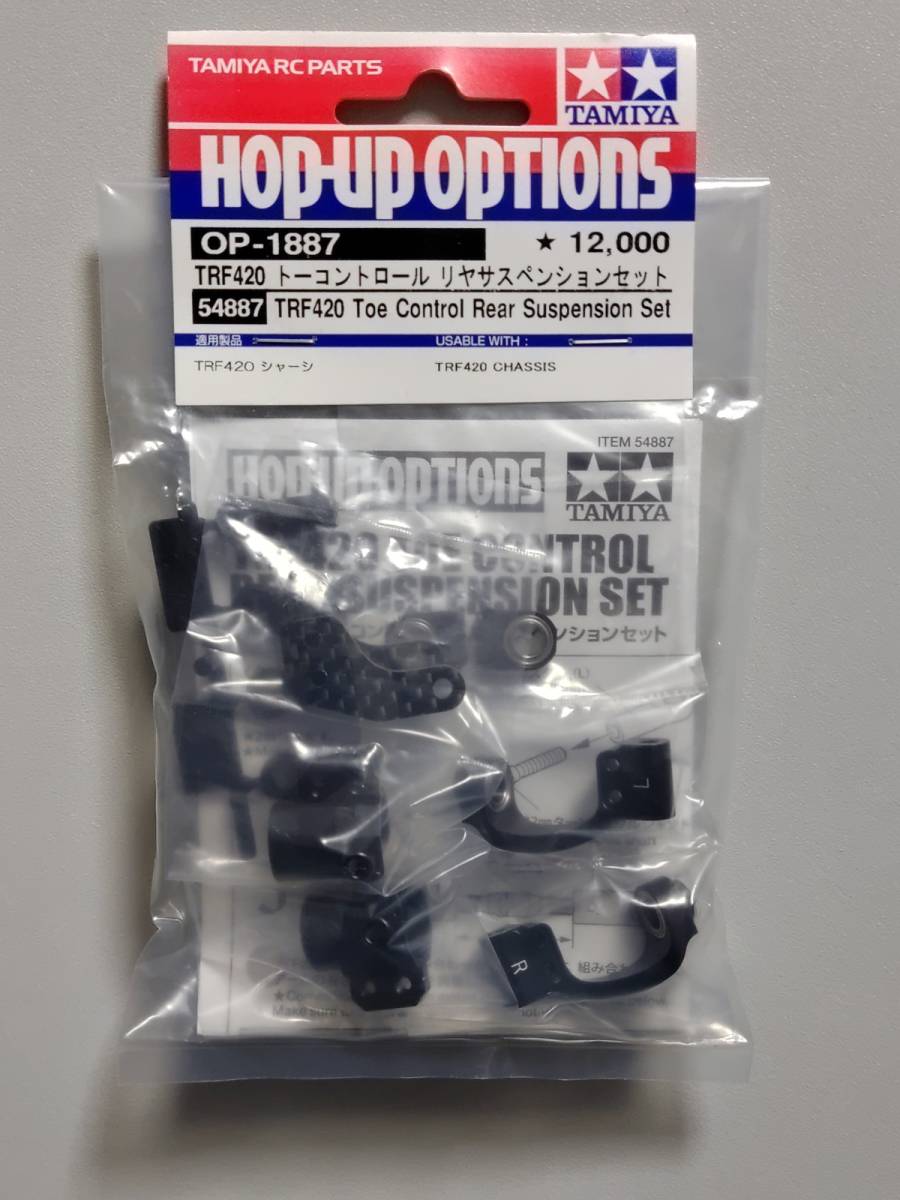 TAMIYA RC PARTS
TAMIYA
HOP-UP OPTIONS
OP-1887 ★ 12,000
TRF420 トーコントロール リヤサスペンションセット
54887 TRF420 Toe Control Rear Suspension Set
適用製品 USABLE WITH :
TRF420 シャーシ TRF420 CHASSIS
ITEM 54887
HOP-UP OPTIONS
TAMIYA
CONTROL
SUSPENSION SET
ンションセット
(L)
L
R
組み合わ
Make sure